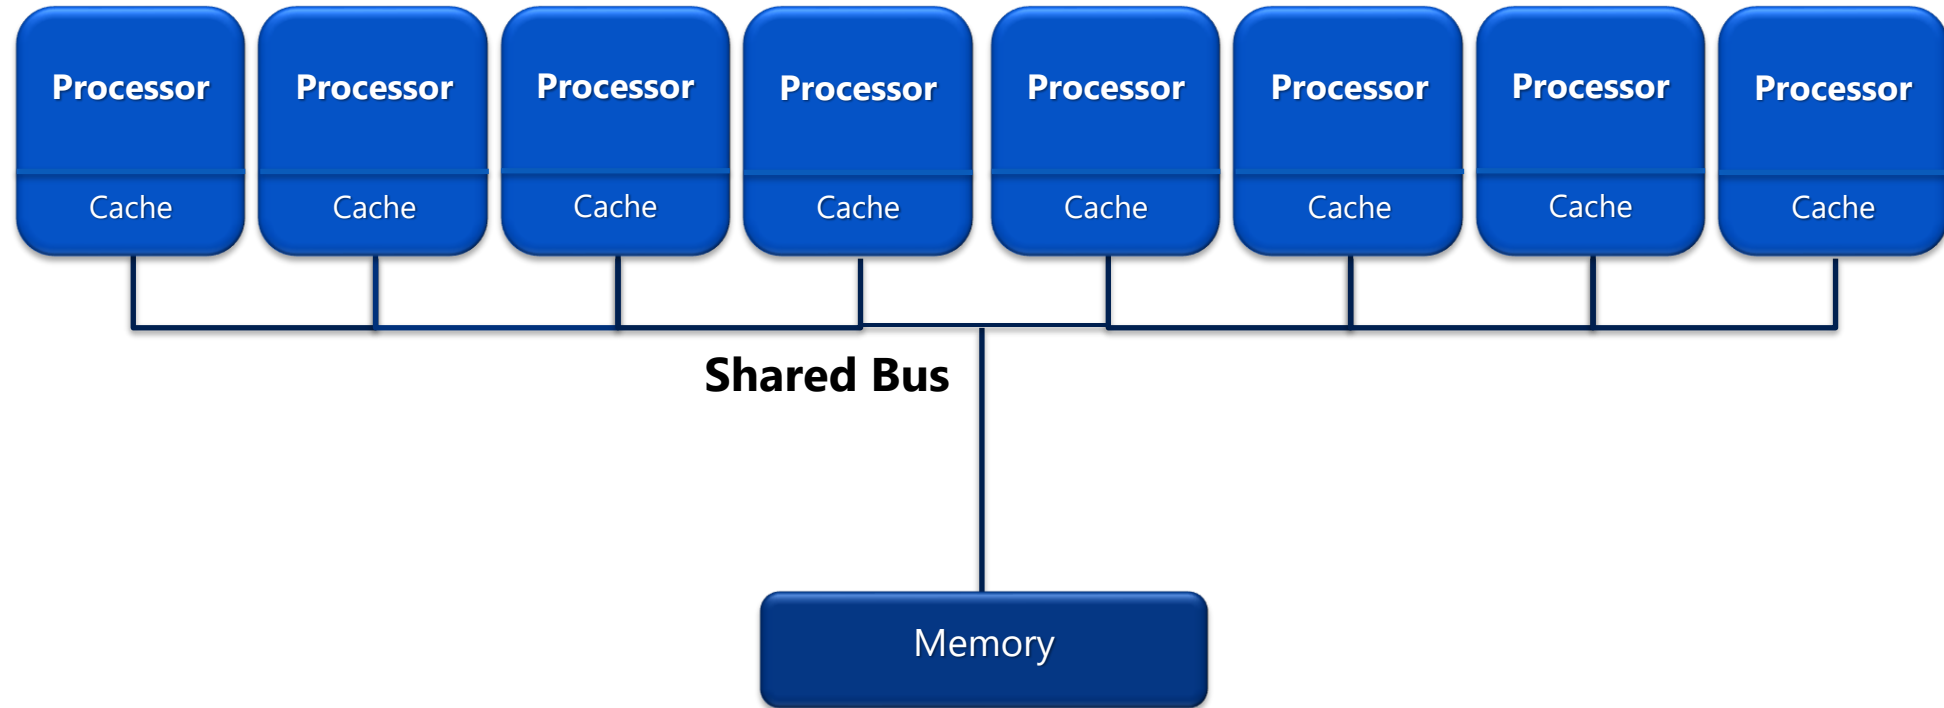 Processor
Processor
Processor
Processor
Processor
Processor
Processor
Processor
Cache
Cache
Cache
Cache
Cache
Cache
Cache
Cache
Shared Bus
Memory